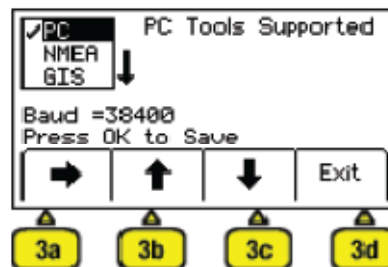 ✓PC PC Tools Supported
NMEA
GIS
Baud =38400
Press OK to Save
Exit
3a 3b 3c 3d